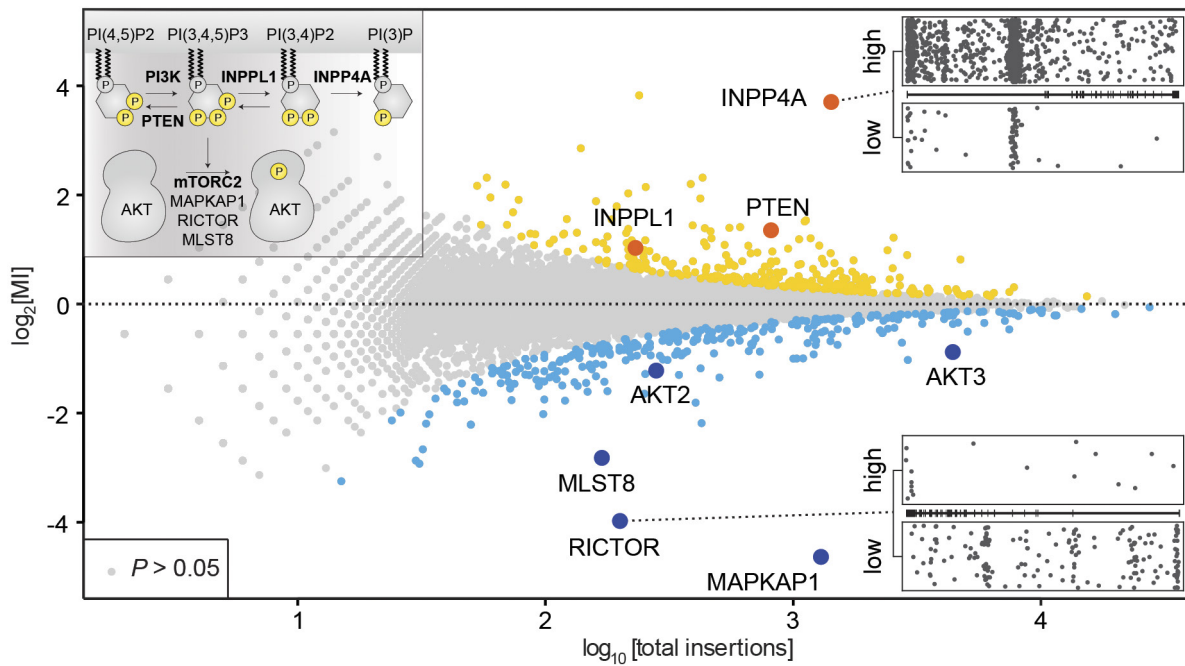 PI(4,5)P2 PI(3,4,5)P3 PI(3,4)P2 PI(3)P
P P P P
PI3K INPPL1 INPP4A
P P P
PTEN
P P P P P P
P
mTORC2
AKT MAPKAP1 AKT
RICTOR
MLST8
high
low
INPP4A
INPPL1
PTEN
AKT2
AKT3
MLST8
RICTOR
MAPKAP1
high
low
P > 0.05
4
2
0
-2
-4
log2[MI]
1 2 3 4
log10 [total insertions]